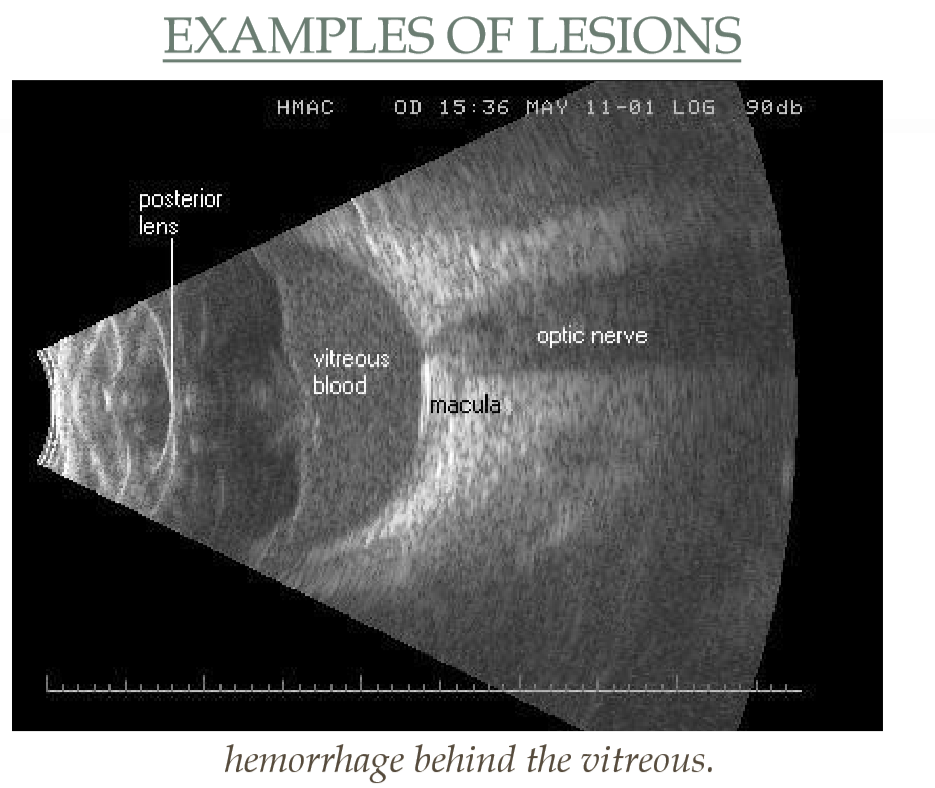 EXAMPLES OF LESIONS
HMAC OD 15:36 MAY 11-01 LOG 90db
posterior
lens
optic nerve
vitreous
blood
macula
hemorrhage behind the vitreous.